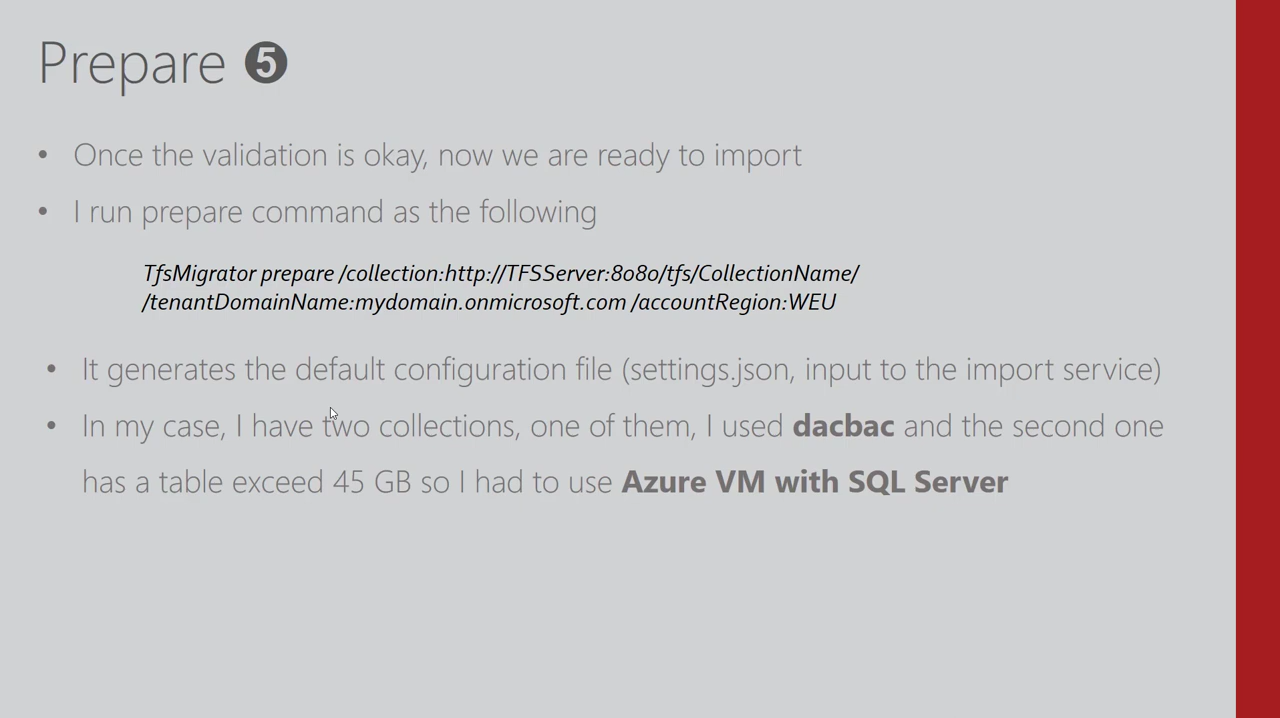 Prepare ❺
• Once the validation is okay, now we are ready to import
• I run prepare command as the following
TfsMigrator prepare /collection:http://TFSServer:8080/tfs/CollectionName/
/tenantDomainName:mydomain.onmicrosoft.com /accountRegion:WEU
• It generates the default configuration file (settings.json, input to the import service)
• In my case, I have two collections, one of them, I used dacbac and the second one
has a table exceed 45 GB so I had to use Azure VM with SQL Server